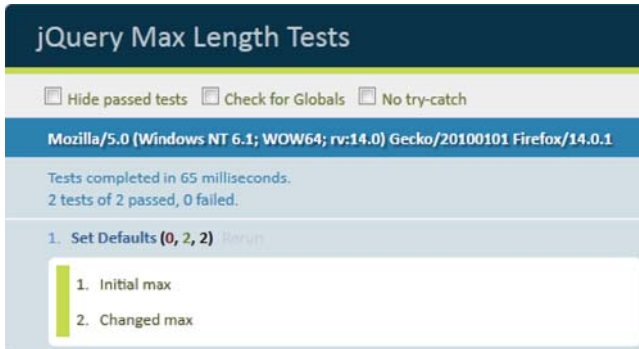 jQuery Max Length Tests
Hide passed tests Check for Globals No try-catch
Mozilla/5.0 (Windows NT 6.1; WOW64; rv:14.0) Gecko/20100101 Firefox/14.0.1
Tests completed in 65 milliseconds.
2 tests of 2 passed, 0 failed.
1. Set Defaults (0, 2, 2) Rerun
1. Initial max
2. Changed max